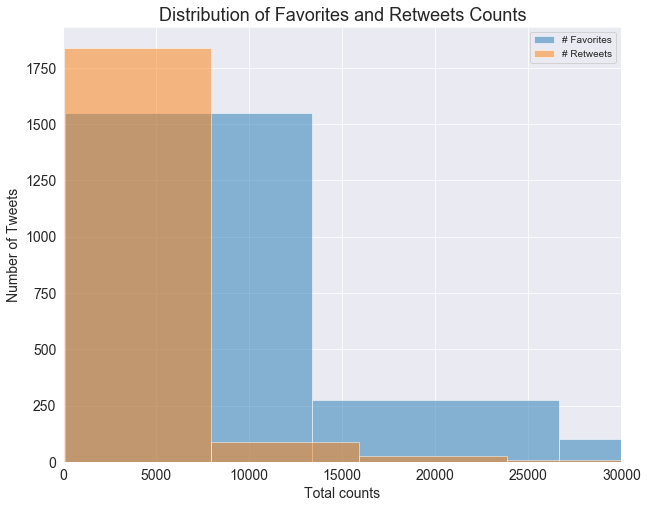 Distribution of Favorites and Retweets Counts
# Favorites
# Retweets
1750
1500
1250
1000
750
500
250
0
Number of Tweets
0 5000 10000 15000 20000 25000 30000
Total counts